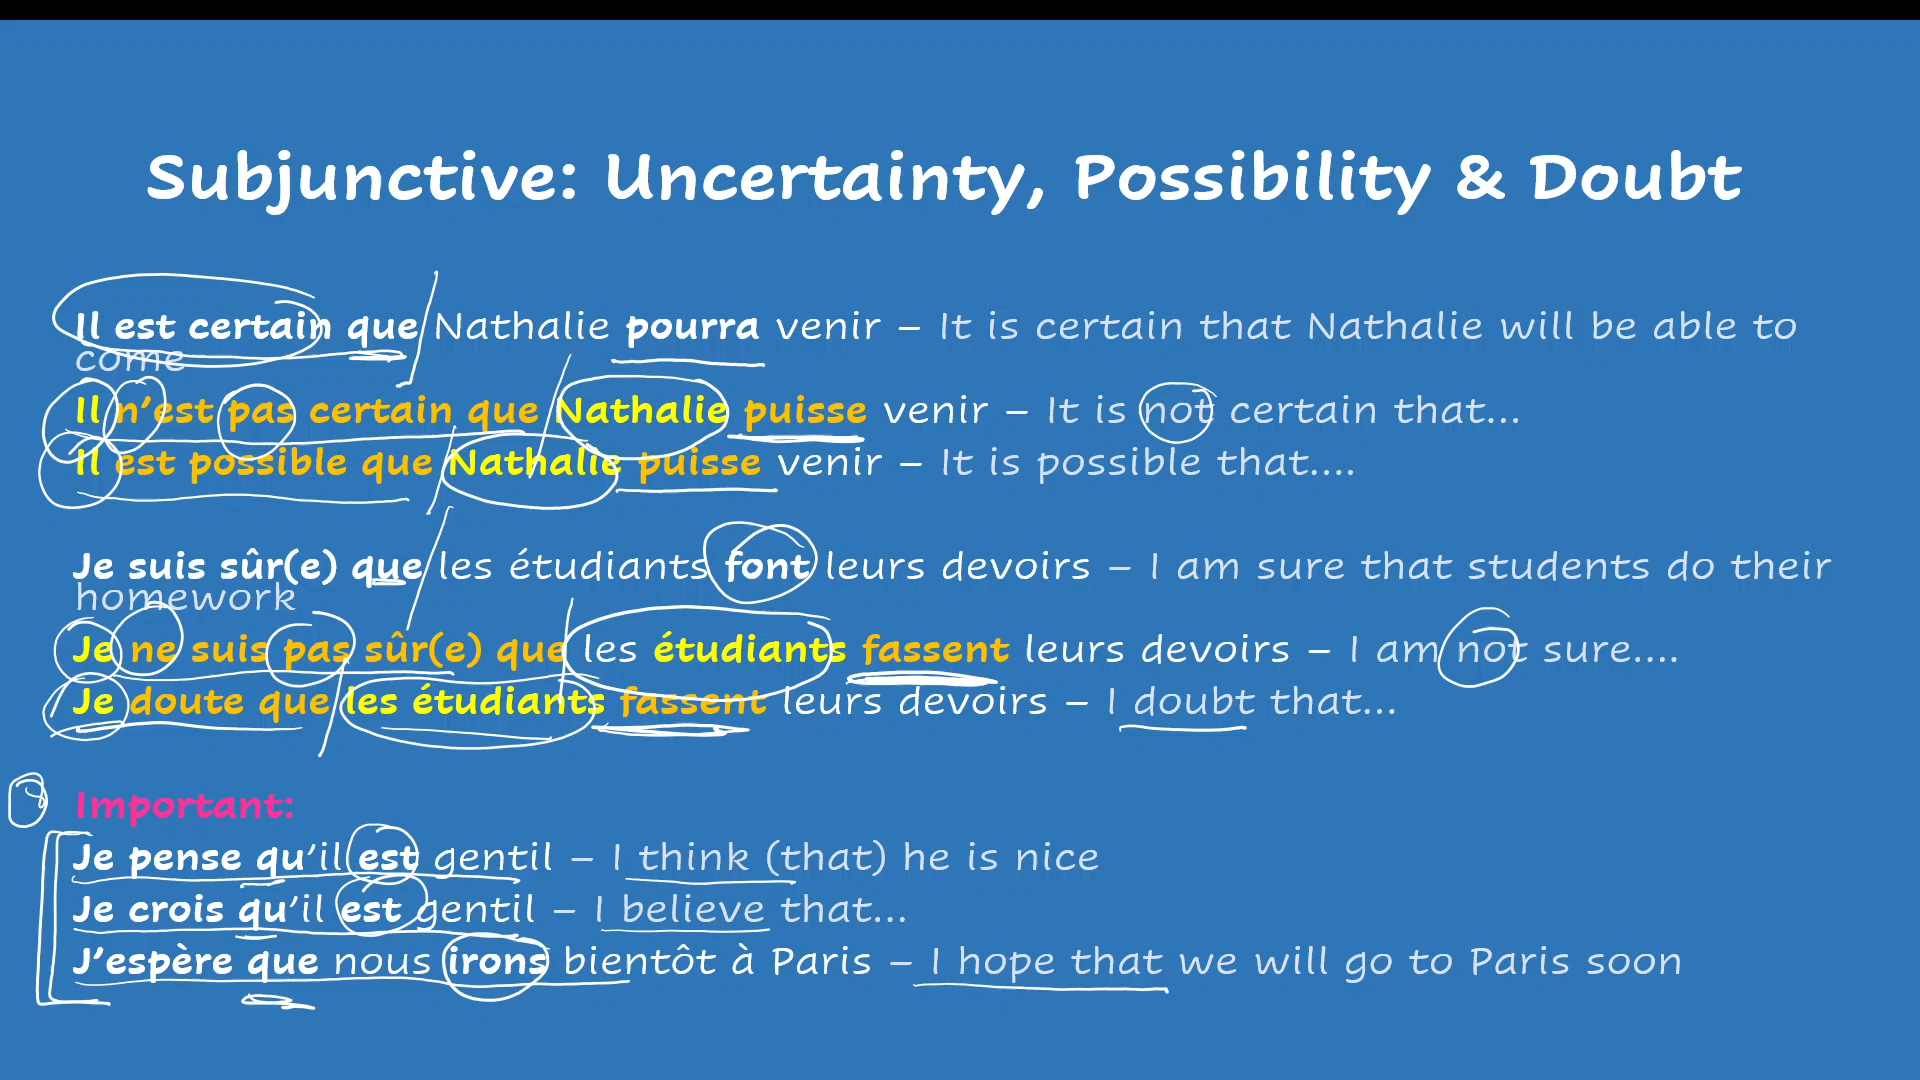 Subjunctive: Uncertainty, Possibility & Doubt
Il est certain que Nathalie pourra venir – It is certain that Nathalie will be able to
come
Il n’est pas certain que Nathalie puisse venir – It is not certain that...
Il est possible que Nathalie puisse venir – It is possible that....
Je suis sûr(e) que les étudiants font leurs devoirs – I am sure that students do their
homework
Je ne suis pas sûr(e) que les étudiants fassent leurs devoirs – I am not sure....
Je doute que les étudiants fassent leurs devoirs – I doubt that...
Important:
Je pense qu’il est gentil – I think (that) he is nice
Je crois qu’il est gentil – I believe that...
J’espère que nous irons bientôt à Paris – I hope that we will go to Paris soon